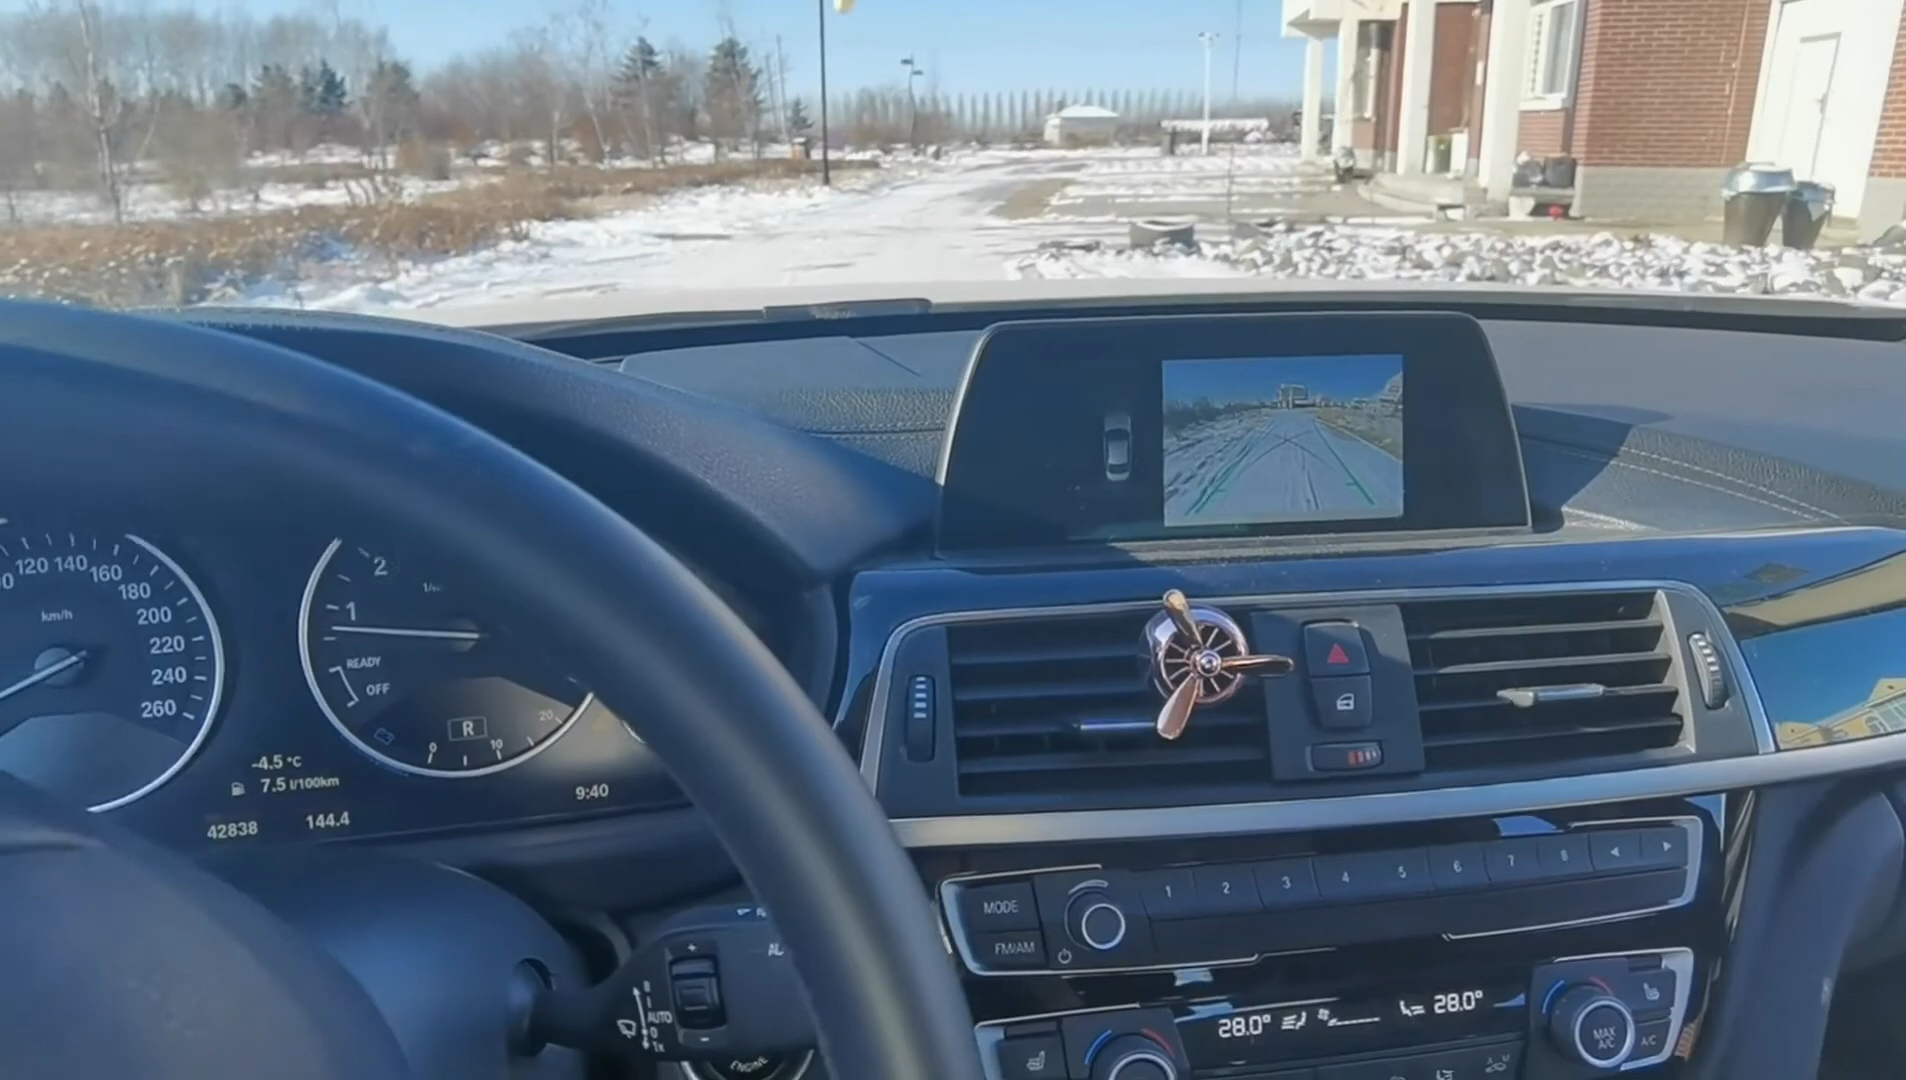 120 140 160 180 200 220 240 260
km/h
2
1
READY
OFF
R
0 10 20
-4.5 °C
7.5 l/100km
42838 144.4
9:40
MODE
FM/AM
1 2 3 4 5 6 7 8
+
AUTO
0
1x
-
ENGINE
28.0° 28.0°
MAX A/C
A/C